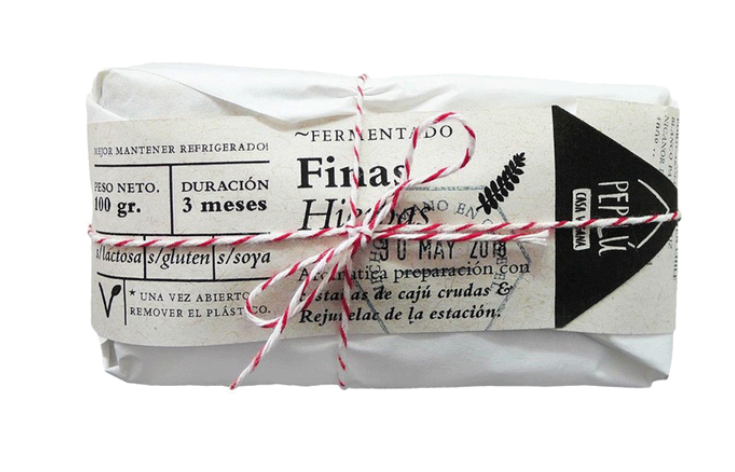 MEJOR MANTENER REFRIGERADO!
PESO NETO.
100 gr.
DURACIÓN
3 meses
s/lactosa s/gluten s/soya
* UNA VEZ ABIERTO
REMOVER EL PLÁSTICO.
~FERMENTADO
Finas
Hierbas
30 MAY 2018
Aromática preparación con
castañas de cajú crudas &
Rejuvelac de la estación.
CASA VEGANA